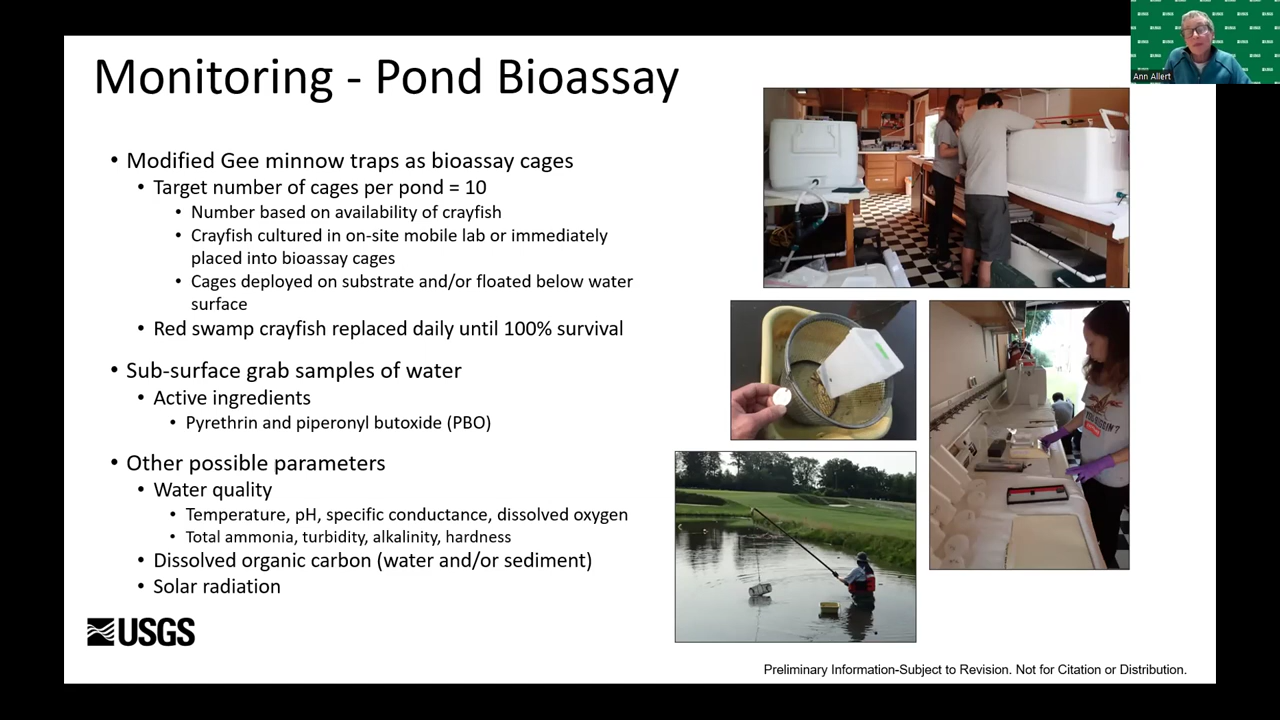 Monitoring - Pond Bioassay
• Modified Gee minnow traps as bioassay cages
• Target number of cages per pond = 10
• Number based on availability of crayfish
• Crayfish cultured in on-site mobile lab or immediately
placed into bioassay cages
• Cages deployed on substrate and/or floated below water
surface
• Red swamp crayfish replaced daily until 100% survival
• Sub-surface grab samples of water
• Active ingredients
• Pyrethrin and piperonyl butoxide (PBO)
• Other possible parameters
• Water quality
• Temperature, pH, specific conductance, dissolved oxygen
• Total ammonia, turbidity, alkalinity, hardness
• Dissolved organic carbon (water and/or sediment)
• Solar radiation
USGS
Preliminary Information-Subject to Revision. Not for Citation or Distribution.
Ann Allert